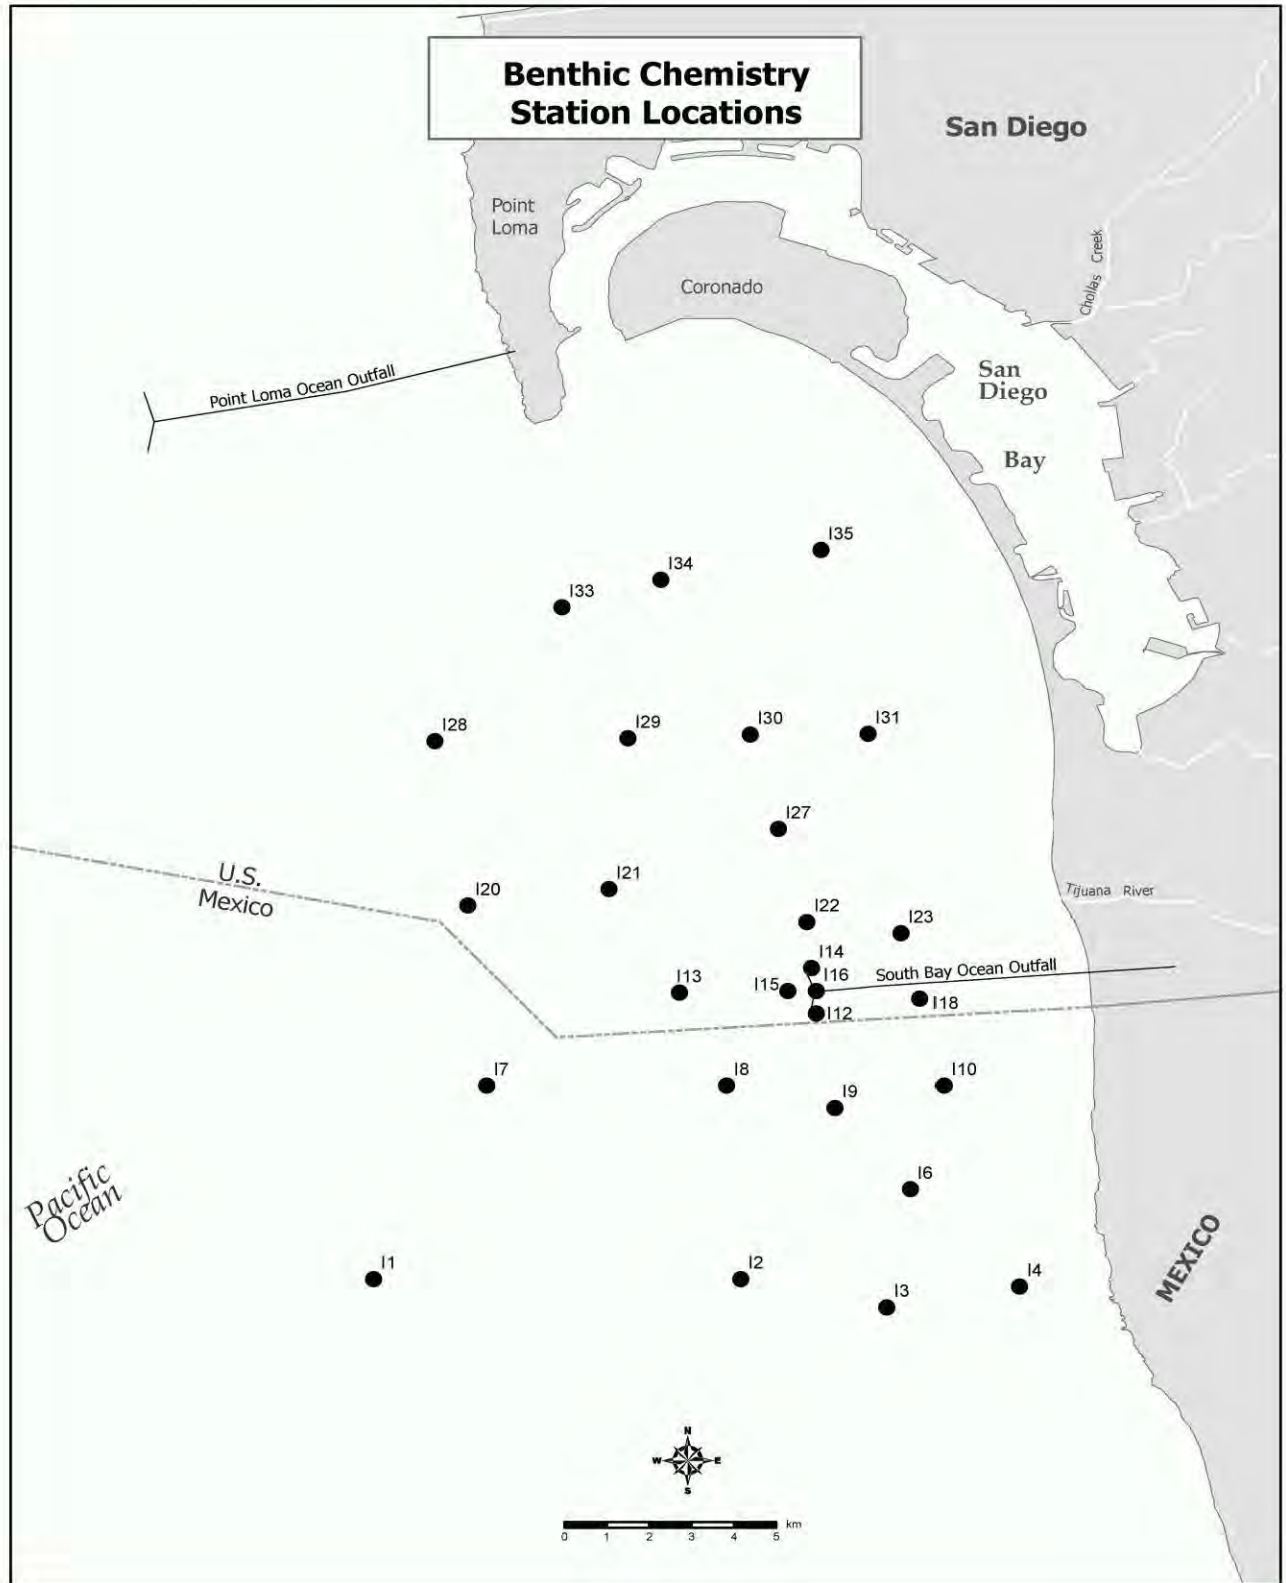 Benthic Chemistry
Station Locations
San Diego
Point
Loma
Coronado
Chollas Creek
Point Loma Ocean Outfall
San
Diego
Bay
I35
I34
I33
I28
I29
I30
I31
I27
U.S.
Mexico
I20
I21
Tijuana River
I22
I23
I14
I13
I15
I16
South Bay Ocean Outfall
I12
I18
I7
I8
I9
I10
Pacific
Ocean
I6
MEXICO
I1
I2
I3
I4
N
W E
S
0 1 2 3 4 5 km